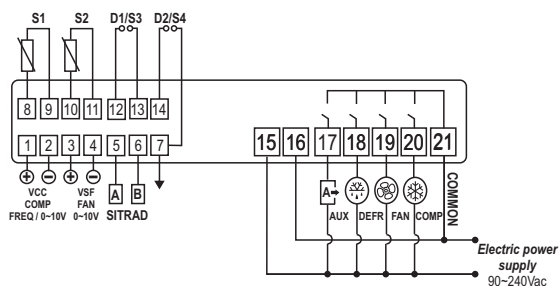 S1 S2 D1/S3 D2/S4
8 9 10 11 12 13 14
1 2 3 4 5 6 7
15 16 17 18 19 20 21
+ − + −
A B
A
VCC
COMP
FREQ / 0~10V
VSF
FAN
0~10V
SITRAD
AUX DEFR FAN COMP
COMMON
Electric power
supply
90~240Vac